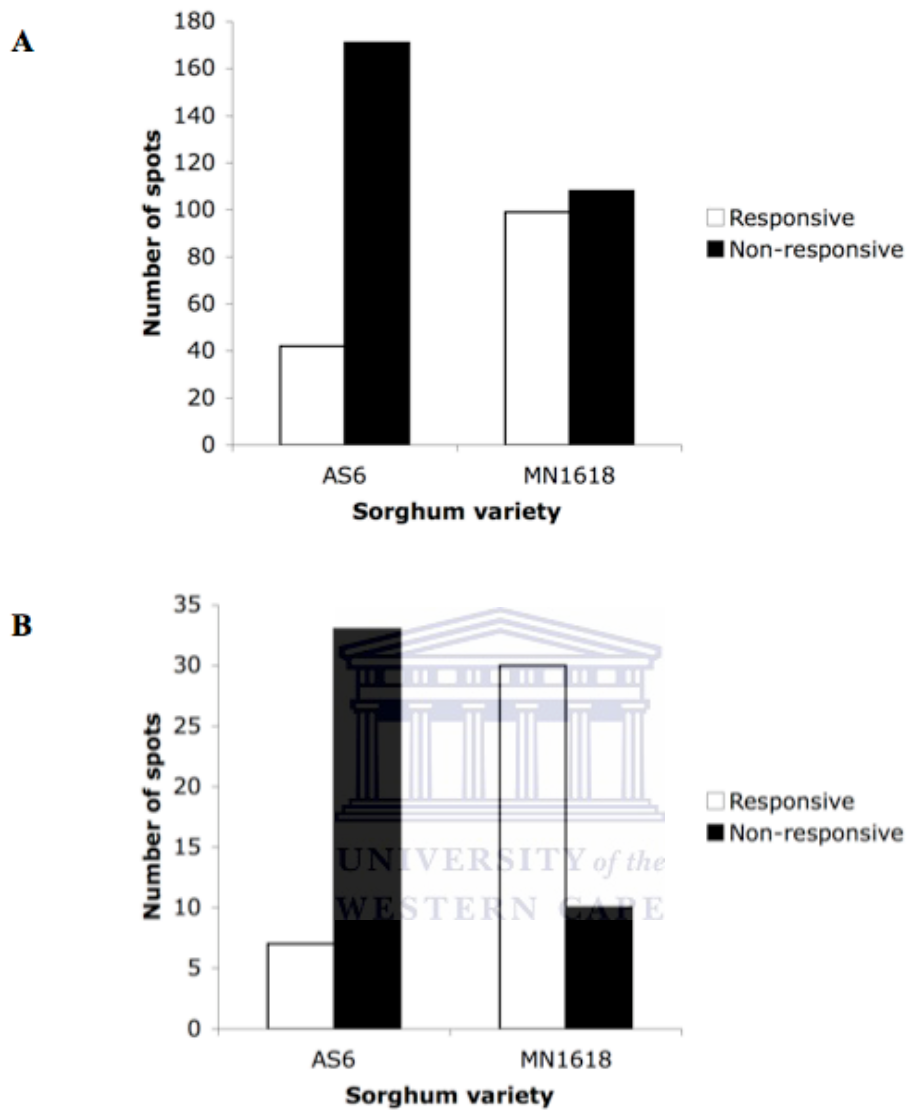 A
Number of spots
180
160
140
120
100
80
60
40
20
0
AS6 MN1618
Sorghum variety
Responsive
Non-responsive
B
Number of spots
35
30
25
20
15
10
5
0
AS6 MN1618
Sorghum variety
Responsive
Non-responsive
UNIVERSITY of the
WESTERN CAPE